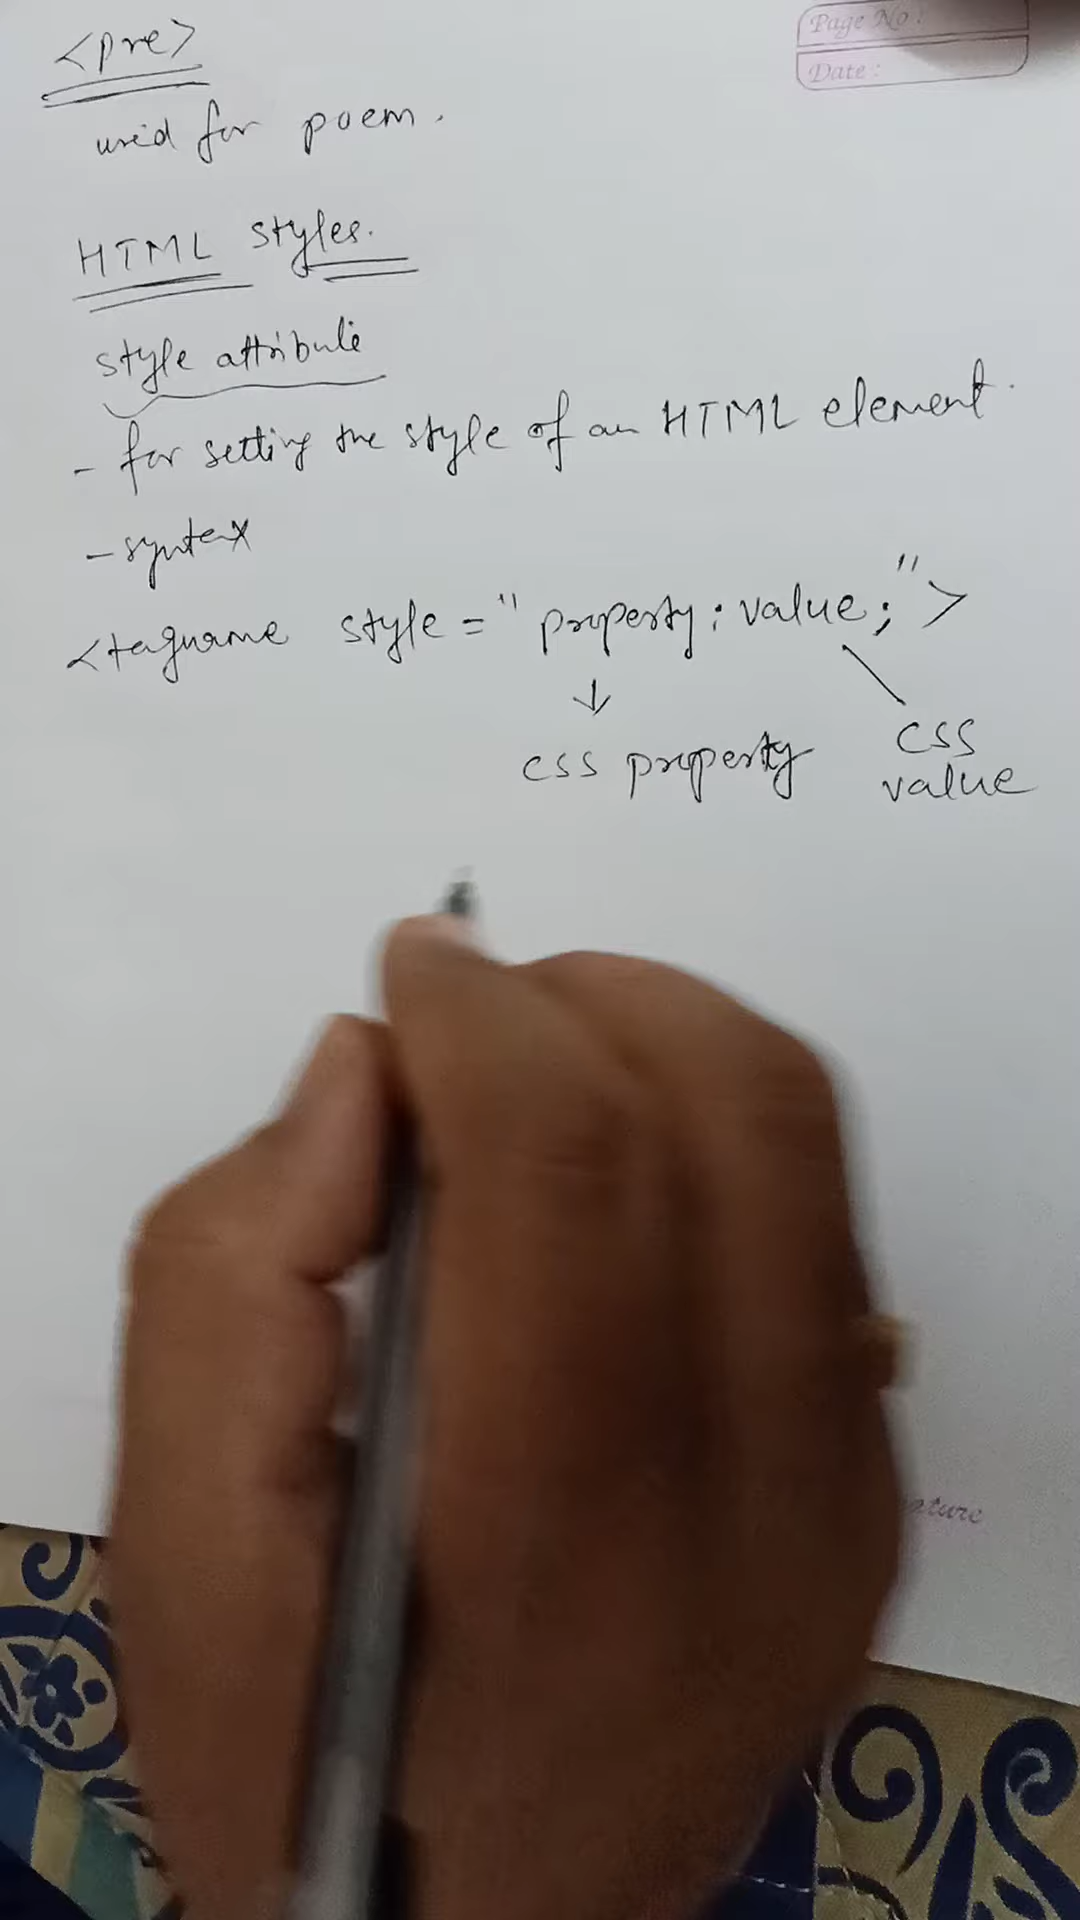 Page No :
Date :
<pre>
used for poem.
HTML styles.
style attribute
- for setting the style of an HTML element.
- syntax
<tagname style = "property : value ;">
css property
CSS
value